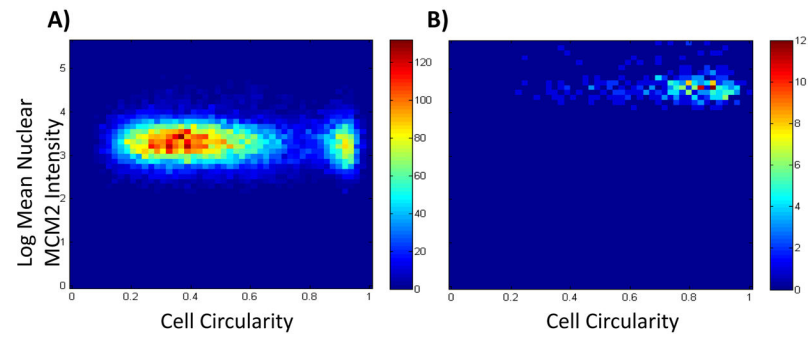 A)
B)
Log Mean Nuclear
MCM2 Intensity
5
4
3
2
1
0
0 0.2 0.4 0.6 0.8 1
Cell Circularity
120
100
80
60
40
20
0
0 0.2 0.4 0.6 0.8 1
Cell Circularity
12
10
8
6
4
2
0